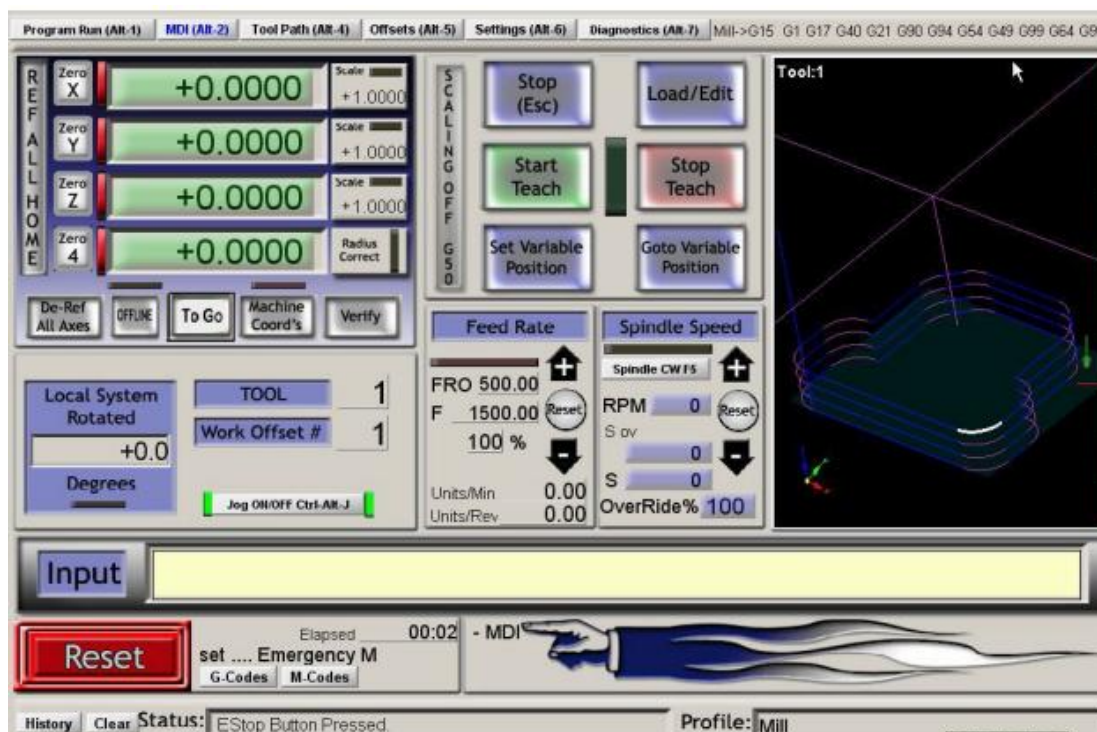 Program Run (Alt-1) MDI (Alt-2) Tool Path (Alt-4) Offsets (Alt-5) Settings (Alt-6) Diagnostics (Alt-7) Mill->G15 G1 G17 G40 G21 G90 G94 G54 G49 G99 G64 G9
REF ALL HOME
Zero X +0.0000 Scale +1.0000
Zero Y +0.0000 Scale +1.0000
Zero Z +0.0000 Scale +1.0000
Zero 4 +0.0000 Radius Correct
De-Ref All Axes OFFLINE To Go Machine Coord's Verify
SCALING OFF G50
Stop (Esc) Load/Edit
Start Teach Stop Teach
Set Variable Position Goto Variable Position
Tool:1
Local System Rotated
+0.0
Degrees
TOOL 1
Work Offset # 1
Jog ON/OFF Ctrl-Alt-J
Feed Rate
FRO 500.00
F 1500.00 Reset
100 %
Units/Min 0.00
Units/Rev 0.00
Spindle Speed
Spindle CW F5
RPM 0 Reset
S ov
0
S 0
OverRide% 100
Input
Reset
Elapsed 00:02
set .... Emergency M
G-Codes M-Codes
- MDI
History Clear Status: EStop Button Pressed. Profile: Mill